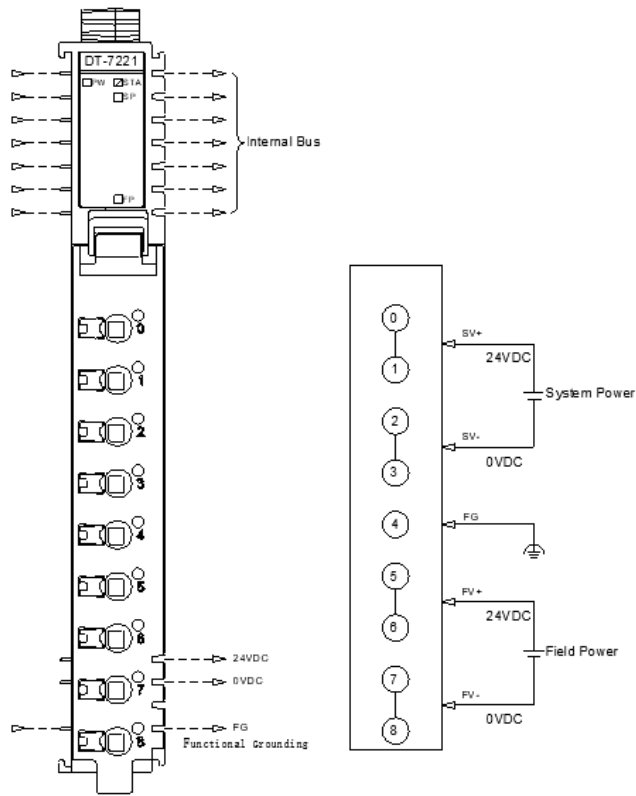 DT-7221
PW STA
SP
FP
Internal Bus
0
1
2
3
4
5
6
7
8
24VDC
0VDC
FG
Functional Grounding
0
1
2
3
4
5
6
7
8
SV+
24VDC
System Power
SV-
0VDC
FG
FV+
24VDC
Field Power
FV-
0VDC